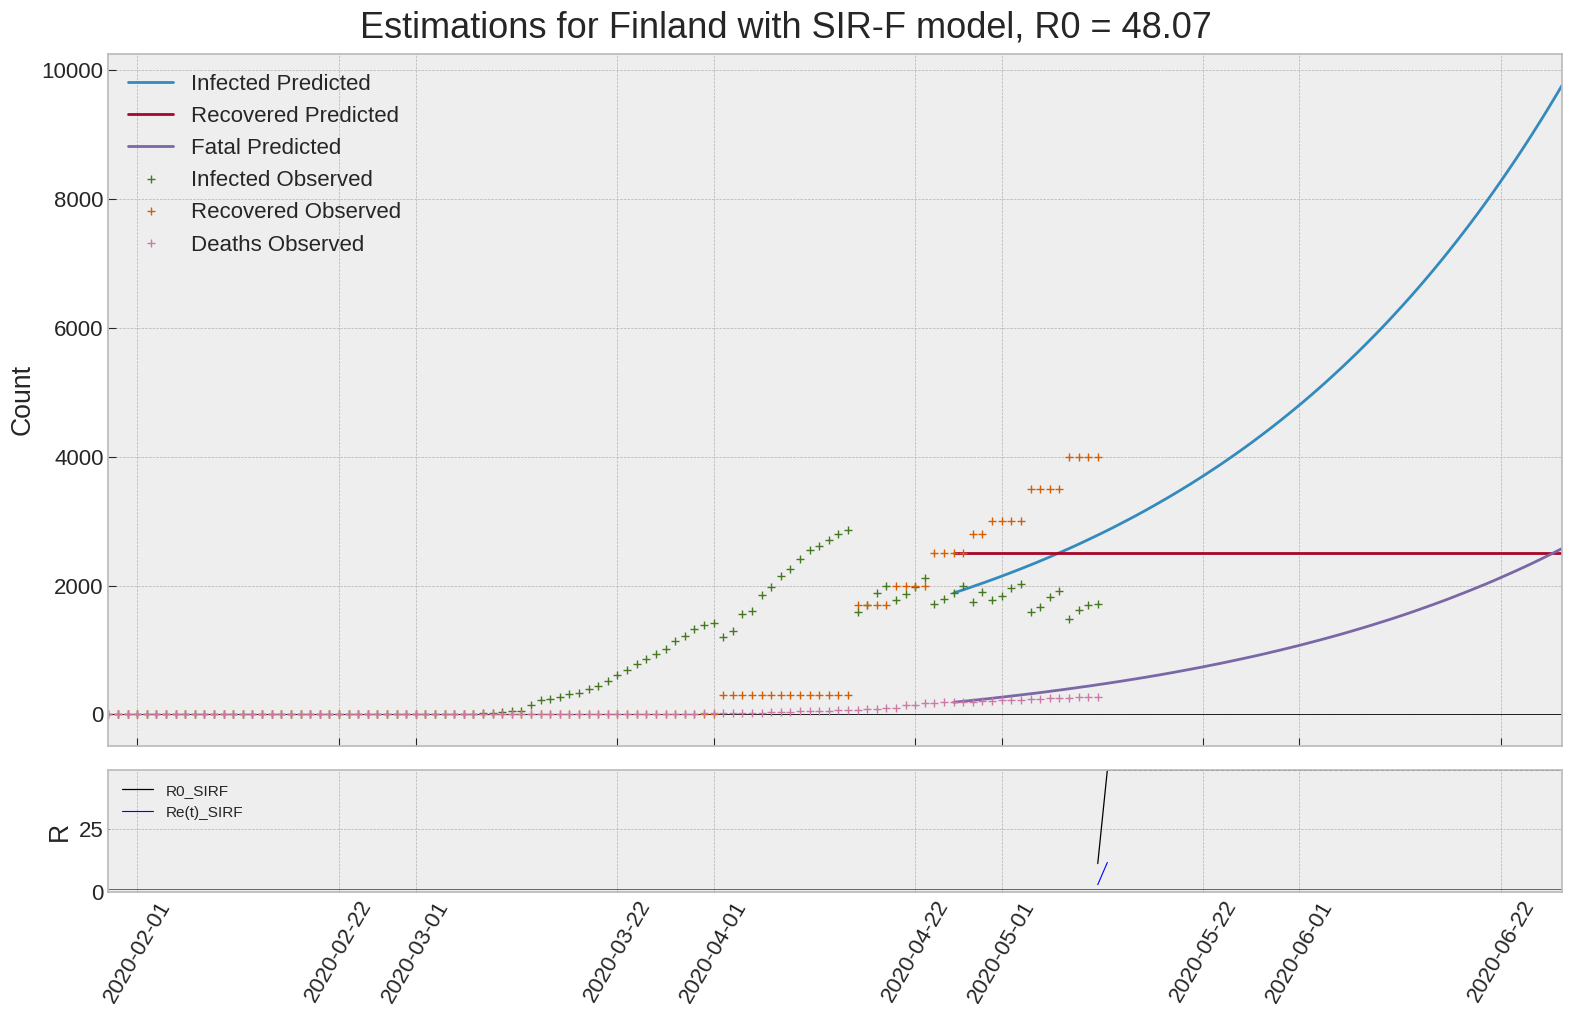 Estimations for Finland with SIR-F model, R0 = 48.07
10000
8000
6000
4000
2000
0
Count
Infected Predicted
Recovered Predicted
Fatal Predicted
Infected Observed
Recovered Observed
Deaths Observed
R
25
0
R0_SIRF
Re(t)_SIRF
2020-02-01
2020-02-22
2020-03-01
2020-03-22
2020-04-01
2020-04-22
2020-05-01
2020-05-22
2020-06-01
2020-06-22